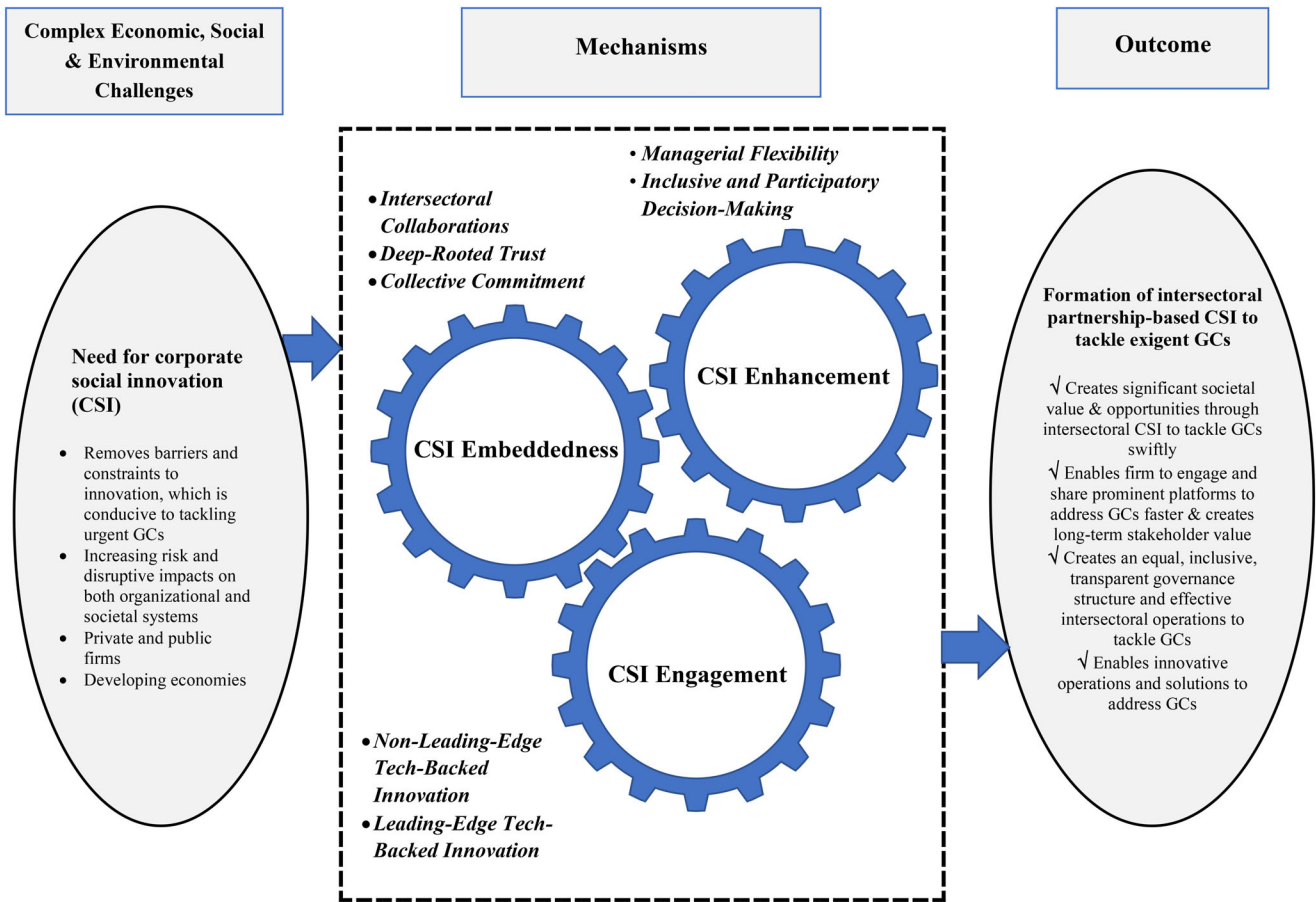 Complex Economic, Social
& Environmental
Challenges
Mechanisms
Outcome
Need for corporate
social innovation
(CSI)
• Removes barriers and
constraints to
innovation, which is
conducive to tackling
urgent GCs
• Increasing risk and
disruptive impacts on
both organizational and
societal systems
• Private and public
firms
• Developing economies
• Intersectoral
Collaborations
• Deep-Rooted Trust
• Collective Commitment
• Managerial Flexibility
• Inclusive and Participatory
Decision-Making
CSI Embeddedness
CSI Enhancement
CSI Engagement
• Non-Leading-Edge
Tech-Backed
Innovation
• Leading-Edge Tech-
Backed Innovation
Formation of intersectoral
partnership-based CSI to
tackle exigent GCs
√ Creates significant societal
value & opportunities through
intersectoral CSI to tackle GCs
swiftly
√ Enables firm to engage and
share prominent platforms to
address GCs faster & creates
long-term stakeholder value
√ Creates an equal, inclusive,
transparent governance
structure and effective
intersectoral operations to
tackle GCs
√ Enables innovative
operations and solutions to
address GCs